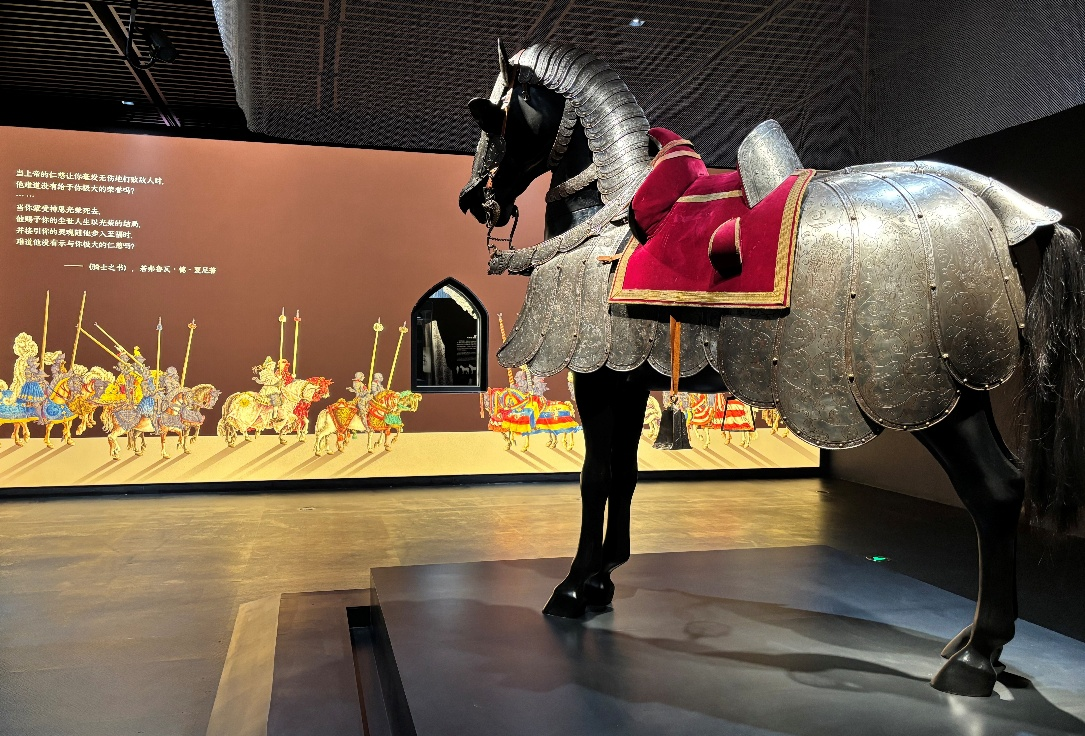 当上帝的仁慈让你毫发无伤地打败敌人时，
他难道没有给予你极大的荣誉吗？
……
当你蒙受神恩光荣死去，
他赐予你的尘世人生以光荣的结局，
并接引你的灵魂随他步入至福时，
难道他没有示与你极大的仁慈吗？
——《骑士之书》，若弗鲁瓦·德·夏尼著